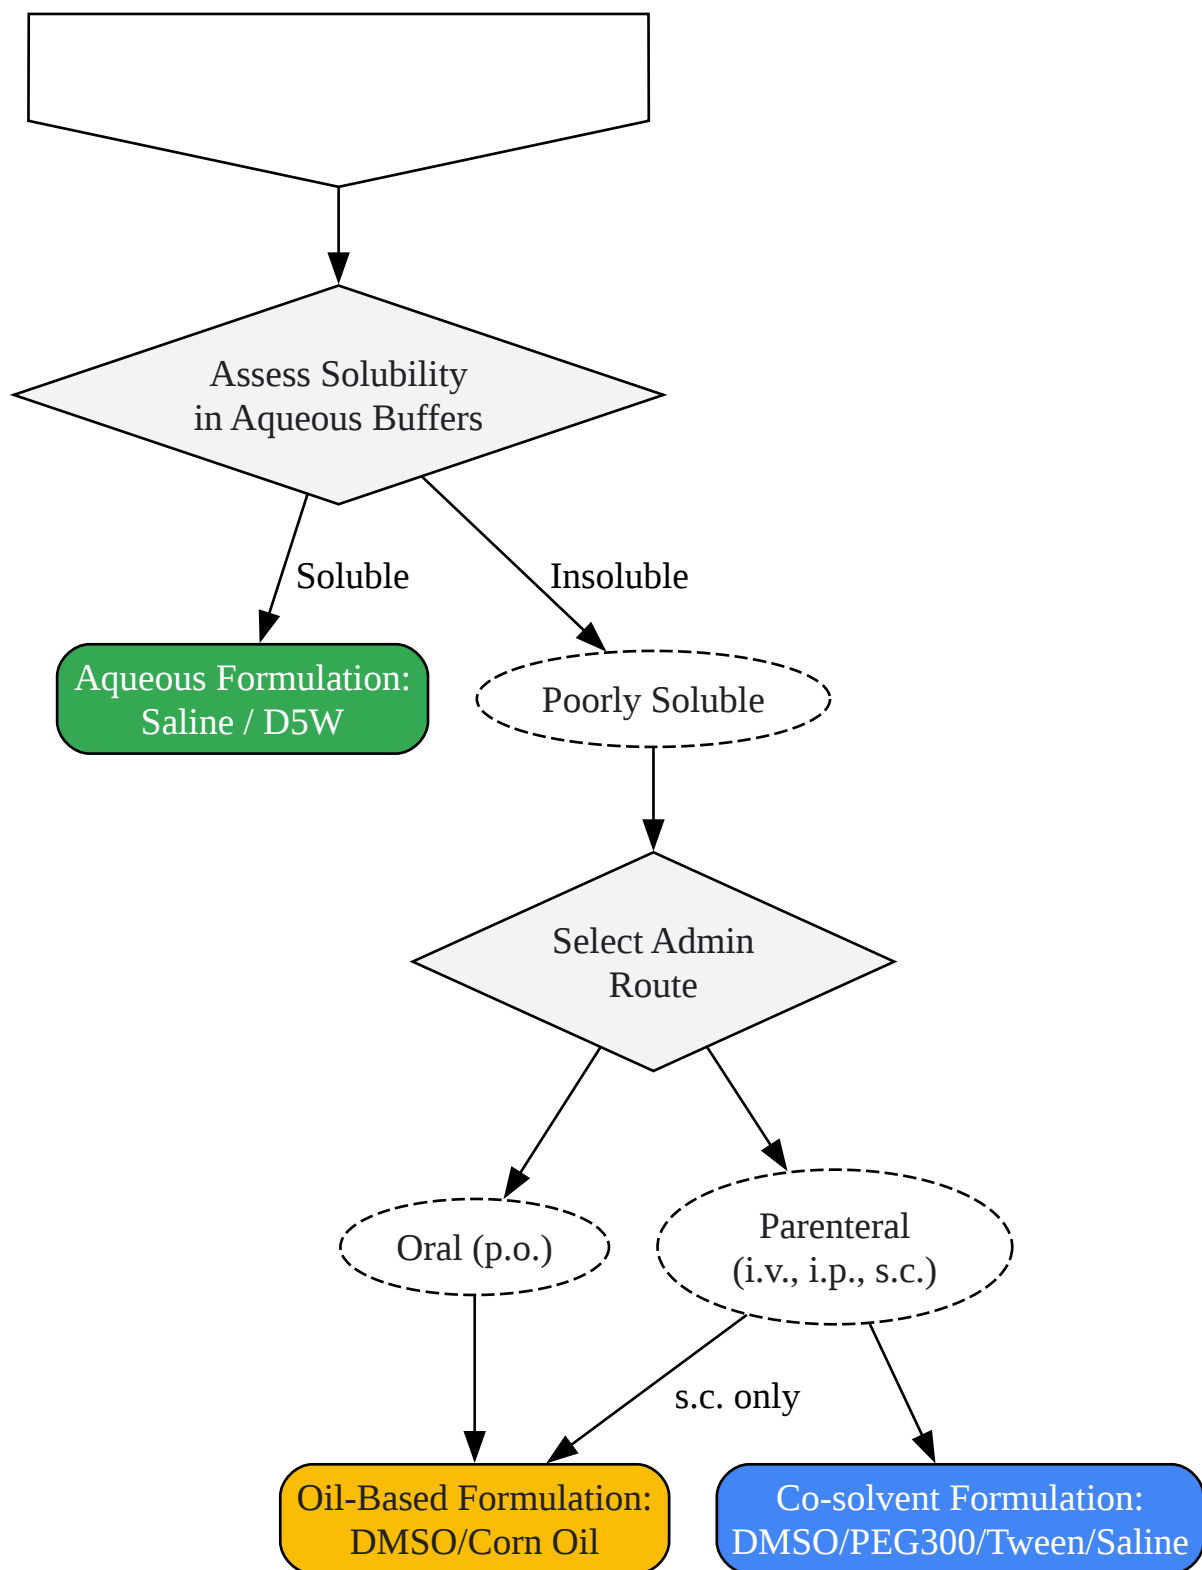 Assess Solubility
in Aqueous Buffers
Soluble
Insoluble
Aqueous Formulation:
Saline / D5W
Poorly Soluble
Select Admin
Route
Oral (p.o.)
Parenteral
(i.v., i.p., s.c.)
s.c. only
Oil-Based Formulation:
DMSO/Corn Oil
Co-solvent Formulation:
DMSO/PEG300/Tween/Saline